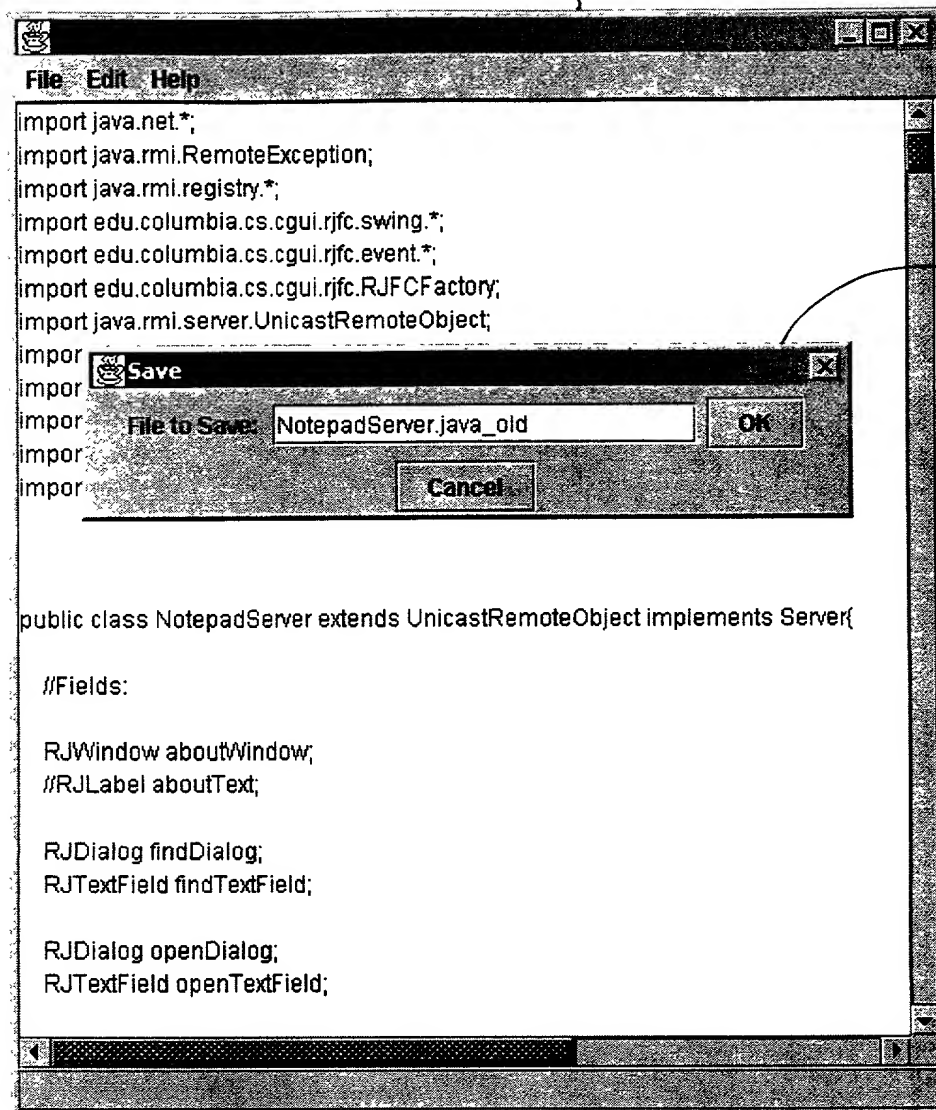 File Edit Help
import java.net.*;
import java.rmi.RemoteException;
import java.rmi.registry.*;
import edu.columbia.cs.cgui.rjfc.swing.*;
import edu.columbia.cs.cgui.rjfc.event.*;
import edu.columbia.cs.cgui.rjfc.RJFCFactory;
import java.rmi.server.UnicastRemoteObject;
impor
Save
impor
impor
File to Save: NotepadServer.java_old OK
impor
impor
Cancel
public class NotepadServer extends UnicastRemoteObject implements Server{
//Fields:
RJWindow aboutWindow;
//RJLabel aboutText;
RJDialog findDialog;
RJTextField findTextField;
RJDialog openDialog;
RJTextField openTextField;